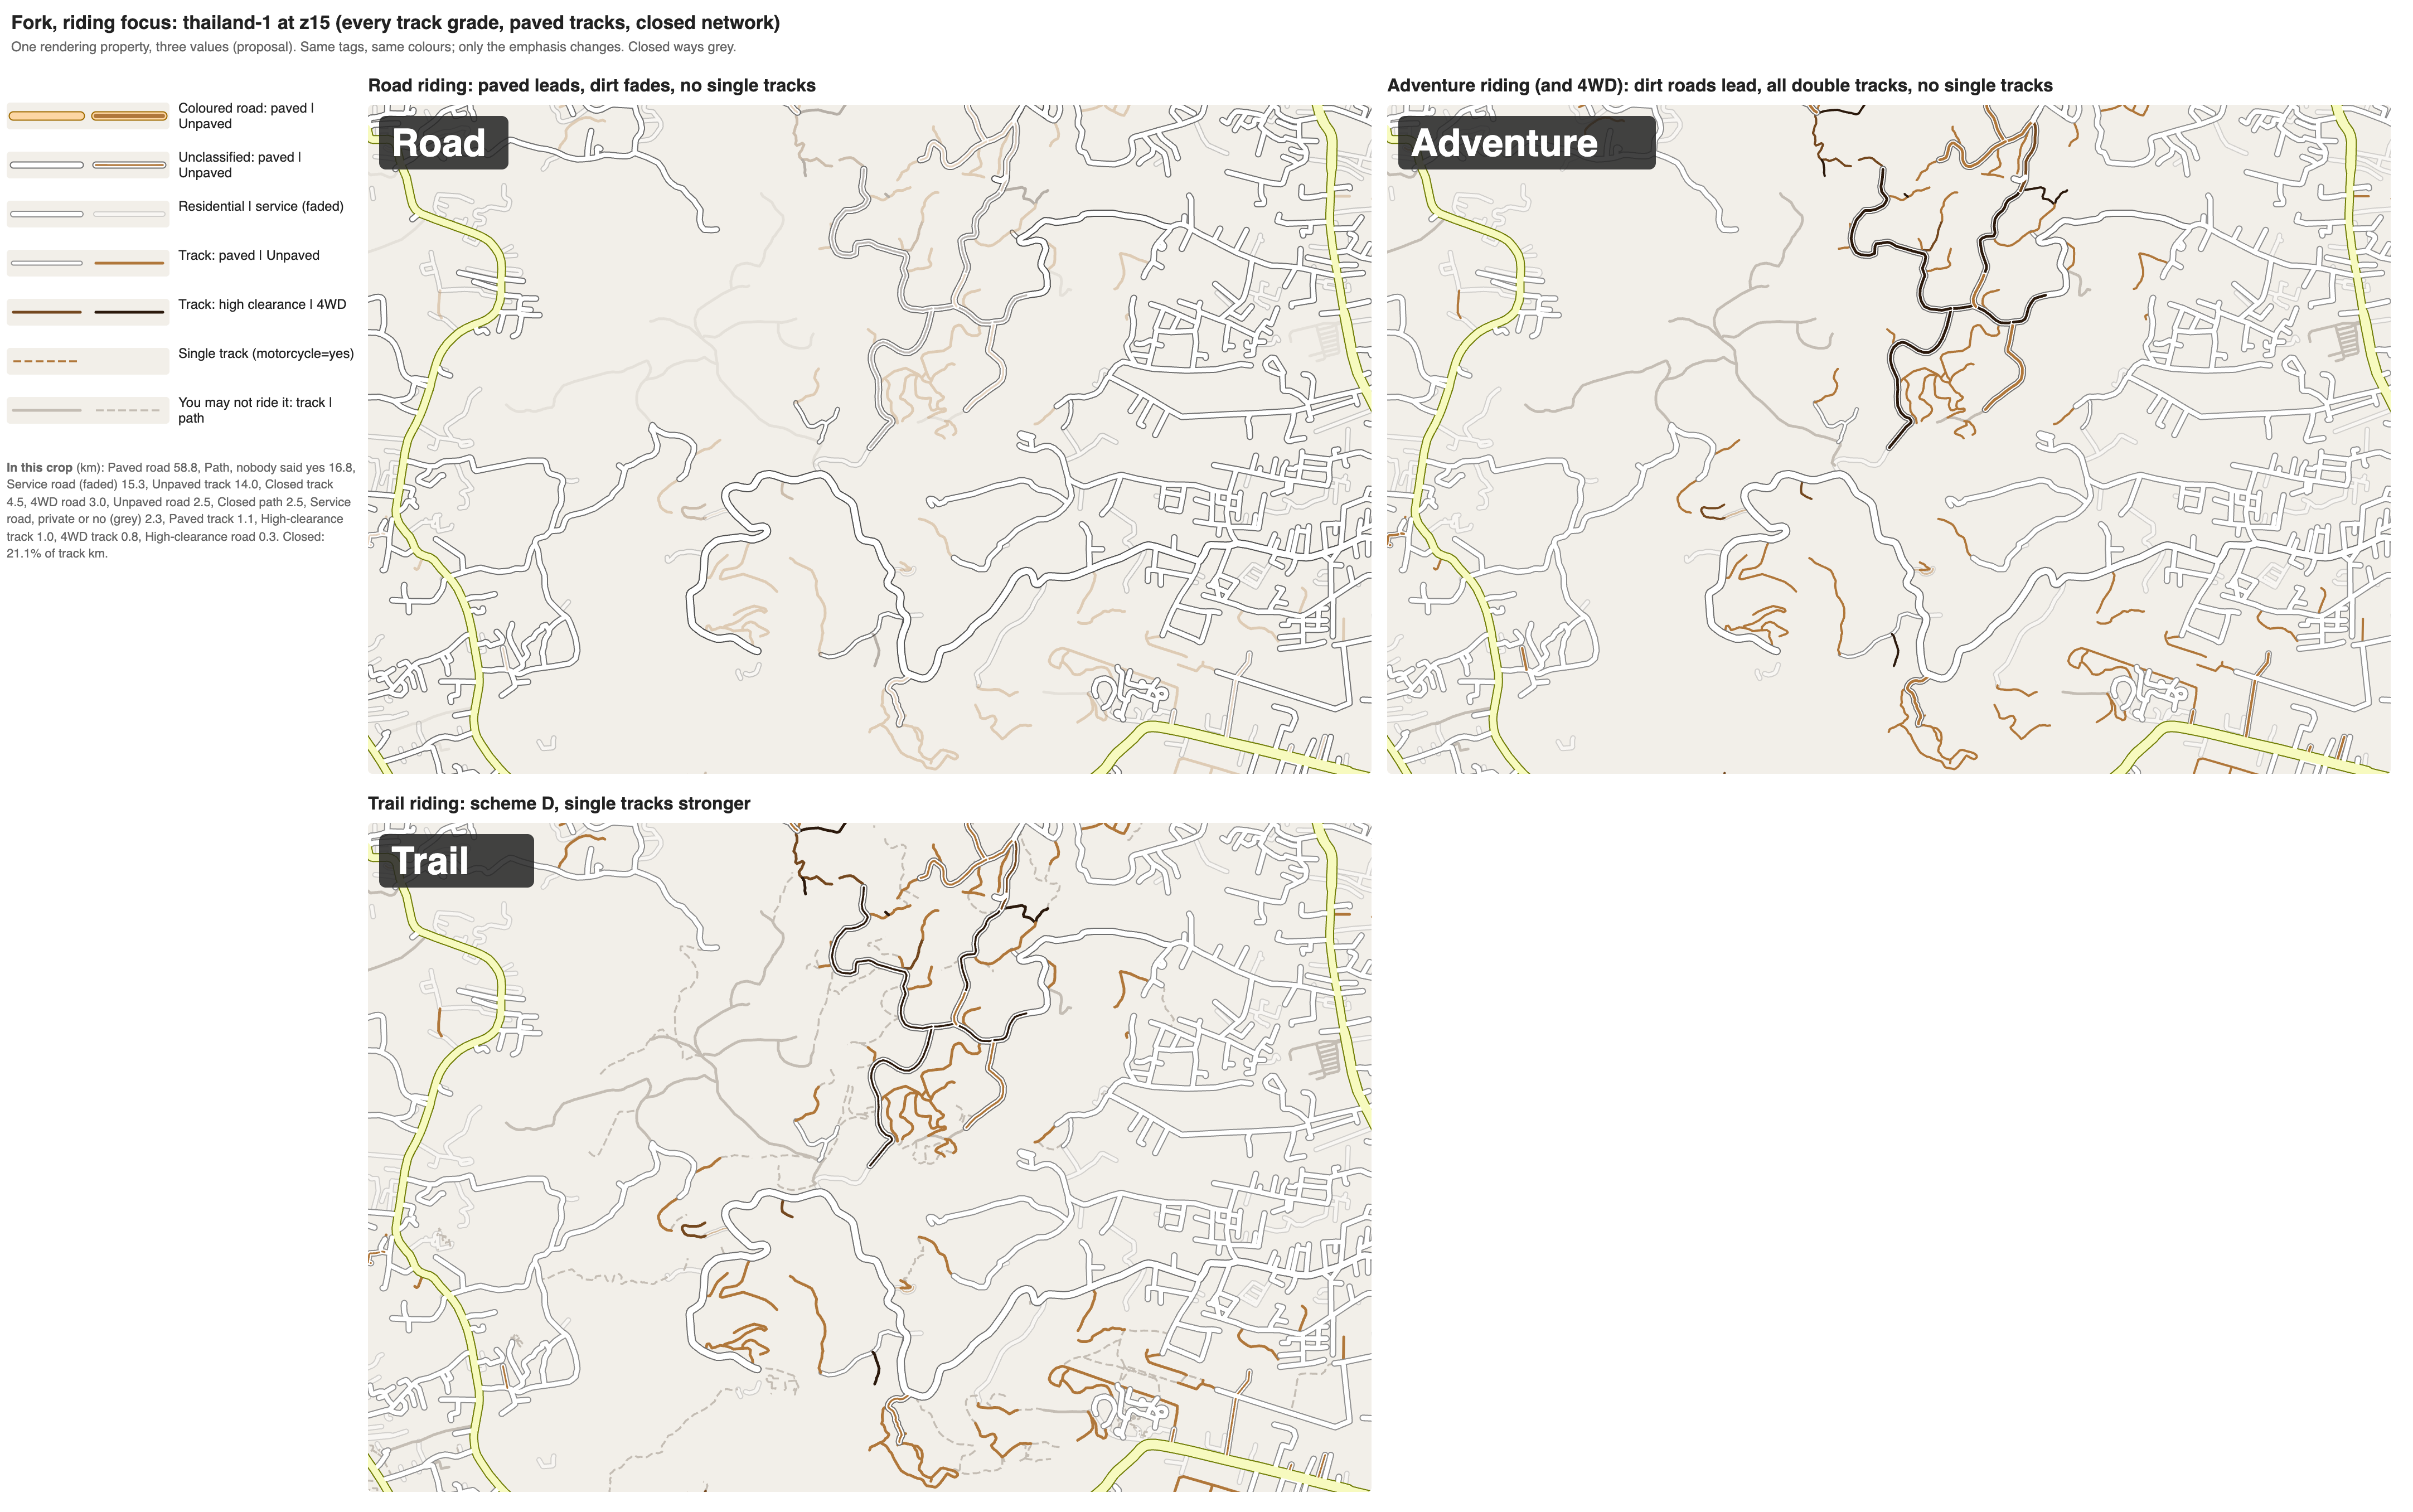 Fork, riding focus: thailand-1 at z15 (every track grade, paved tracks, closed network)
One rendering property, three values (proposal). Same tags, same colours; only the emphasis changes. Closed ways grey.
Coloured road: paved |
Unpaved
Unclassified: paved |
Unpaved
Residential | service (faded)
Track: paved | Unpaved
Track: high clearance | 4WD
Single track (motorcycle=yes)
You may not ride it: track |
path
In this crop (km): Paved road 58.8, Path, nobody said yes 16.8,
Service road (faded) 15.3, Unpaved track 14.0, Closed track
4.5, 4WD road 3.0, Unpaved road 2.5, Closed path 2.5, Service
road, private or no (grey) 2.3, Paved track 1.1, High-clearance
track 1.0, 4WD track 0.8, High-clearance road 0.3. Closed:
21.1% of track km.
Road riding: paved leads, dirt fades, no single tracks
Road
Adventure riding (and 4WD): dirt roads lead, all double tracks, no single tracks
Adventure
Trail riding: scheme D, single tracks stronger
Trail